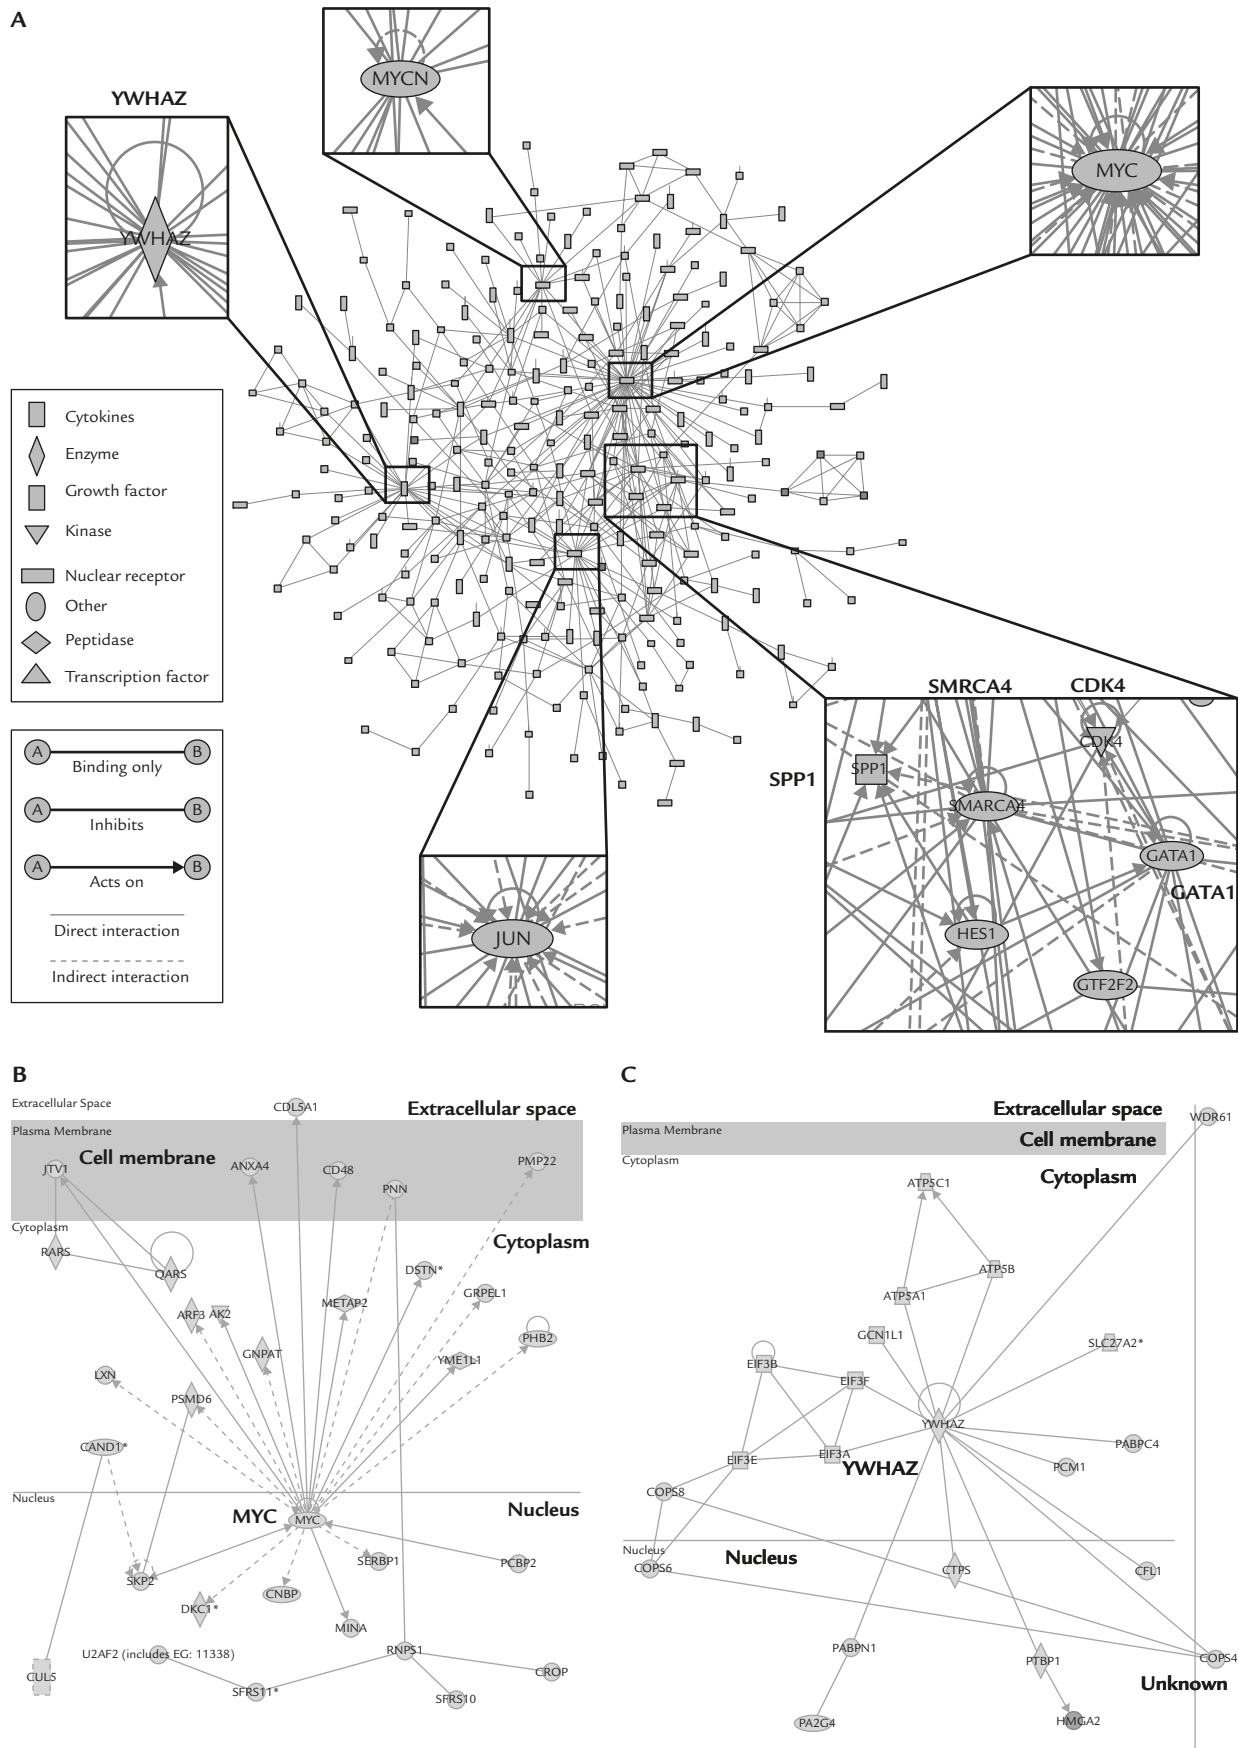 A
MYCN
YWHAZ
YWHAZ
MYC
Cytokines
Enzyme
Growth factor
Kinase
Nuclear receptor
Other
Peptidase
Transcription factor
A B
Binding only
A B
Inhibits
A B
Acts on
Direct interaction
Indirect interaction
SMRCA4 CDK4
CDK4
SPP1
SPP1
SMARCA4
GATA1
GATA1
HES1
GTF2F2
JUN
B
Extracellular Space
CDL5A1
Extracellular space
Plasma Membrane
Cell membrane
JTV1
ANXA4
CD48
PMP22
PNN
Cytoplasm
Cytoplasm
RARS
QARS
DSTN*
GRPEL1
METAP2
ARF3 AK2
PHB2
GNPAT
YME1L1
LXN
PSMD6
CAND1*
Nucleus
Nucleus
MYC
MYC
SERBP1
PCBP2
SKP2
CNBP
DKC1*
MINA
U2AF2 (includes EG: 11338)
RNPS1
CUL5
CROP
SFRS11*
SFRS10
C
Extracellular space
WDR61
Plasma Membrane
Cell membrane
Cytoplasm
Cytoplasm
ATP5C1
ATP5B
ATP5A1
GCN1L1
SLC27A2*
EIF3B
EIF3F
YWHAZ
PABPC4
EIF3A
EIF3E
YWHAZ
PCM1
COPS8
Nucleus
Nucleus
COPS6
CTPS
CFL1
PABPN1
PTBP1
COPS4
Unknown
PA2G4
HMGA2